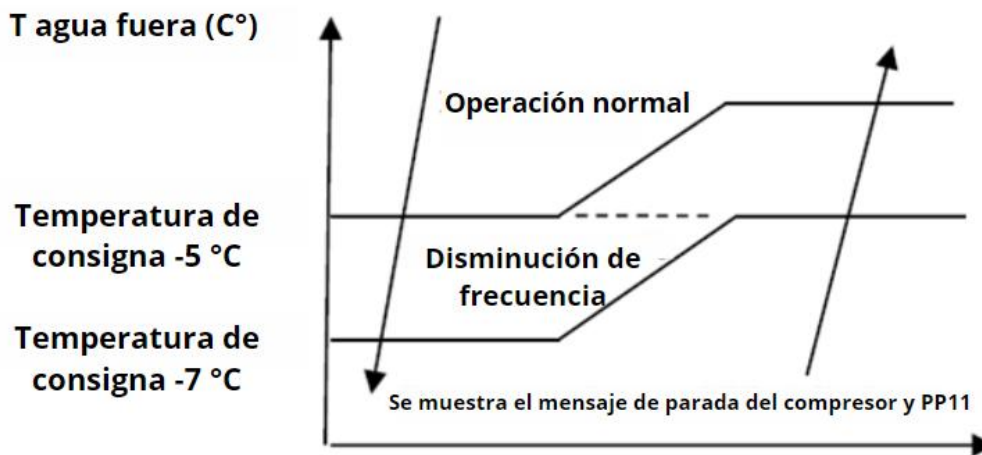 T agua fuera (C°)
Operación normal
Temperatura de
consigna -5 °C
Disminución de
frecuencia
Temperatura de
consigna -7 °C
Se muestra el mensaje de parada del compresor y PP11